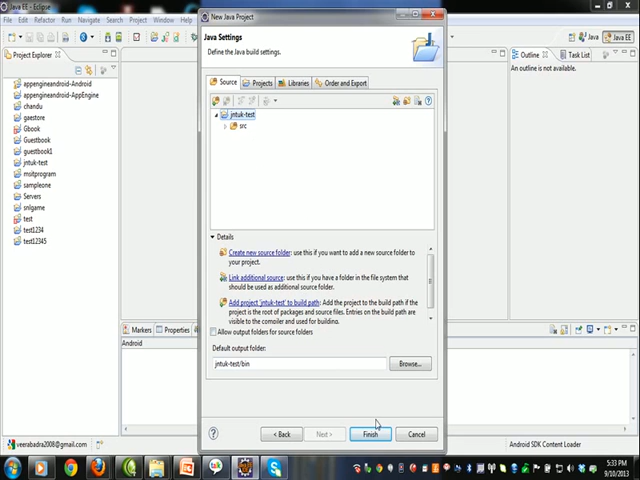 Java EE - Eclipse
File Edit Source Refactor Navigate Search Project
Java
Java EE
Project Explorer
appengineandroid-Android
appengineandroid-AppEngine
chandu
gaestore
Gbook
Guestbook
guestbook1
jntuk-test
msitprogram
sampleone
Servers
snlgame
test
test1234
test12345
New Java Project
Java Settings
Define the Java build settings.
Source
Projects
Libraries
Order and Export
jntuk-test
src
Details
Create new source folder: use this if you want to add a new source folder to
your project.
Link additional source: use this if you have a folder in the file system that
should be used as additional source folder.
Add project 'jntuk-test' to build path: Add the project to the build path if the
project is the root of packages and source files. Entries on the build path are
visible to the compiler and used for building.
Allow output folders for source folders
Default output folder:
jntuk-test/bin
Browse...
< Back
Next >
Finish
Cancel
Outline
Task List
An outline is not available.
Markers
Properties
Android
veerabadra2008@gmail.com
Android SDK Content Loader
5:33 PM
9/10/2013